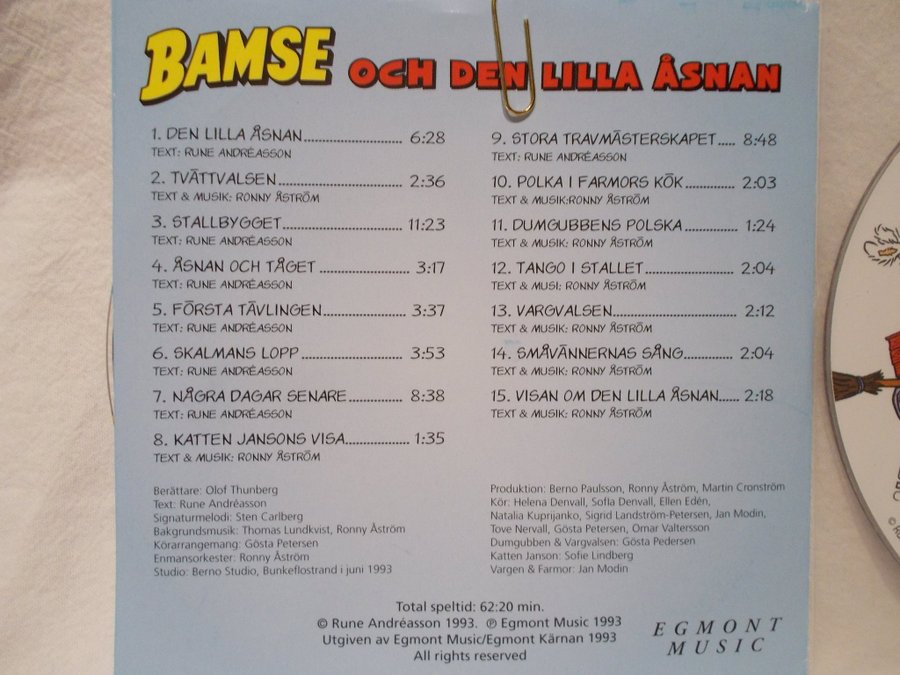 BAMSE OCH DEN LILLA ÅSNAN
1. DEN LILLA ÅSNAN.................. 6:28
TEXT: RUNE ANDRÉASSON
2. TVÄTTVALSEN.................. 2:36
TEXT & MUSIK: RONNY ÅSTRÖM
3. STALLBYGGET.................. 11:23
TEXT: RUNE ANDRÉASSON
4. ÅSNAN OCH TÅGET .................. 3:17
TEXT: RUNE ANDRÉASSON
5. FÖRSTA TÄVLINGEN.................. 3:37
TEXT: RUNE ANDRÉASSON
6. SKALMANS LOPP .................. 3:53
TEXT: RUNE ANDRÉASSON
7. NÅGRA DAGAR SENARE .................. 8:38
TEXT: RUNE ANDRÉASSON
8. KATTEN JANSONS VISA.................. 1:35
TEXT & MUSIK: RONNY ÅSTRÖM
9. STORA TRAVMÄSTERSKAPET ..... 8:48
TEXT: RUNE ANDRÉASSON
10. POLKA I FARMORS KÖK .................. 2:03
TEXT & MUSIK:RONNY ÅSTRÖM
11. DUMGUBBENS POLSKA.................. 1:24
TEXT & MUSIK: RONNY ÅSTRÖM
12. TANGO I STALLET.................. 2:04
TEXT & MUSI: RONNY ÅSTRÖM
13. VARGVALSEN.................. 2:12
TEXT & MUSIK: RONNY ÅSTRÖM
14. SMÅVÄNNERNAS SÅNG.................. 2:04
TEXT & MUSIK: RONNY ÅSTRÖM
15. VISAN OM DEN LILLA ÅSNAN...... 2:18
TEXT & MUSIK: RONNY ÅSTRÖM
Berättare: Olof Thunberg
Text: Rune Andréasson
Signaturmelodi: Sten Carlberg
Bakgrundsmusik: Thomas Lundkvist, Ronny Åström
Körarrangemang: Gösta Petersen
Enmansorkester: Ronny Åström
Studio: Berno Studio, Bunkeflostrand i juni 1993
Produktion: Berno Paulsson, Ronny Åström, Martin Cronström
Kör: Helena Denvall, Sofia Denvall, Ellen Edén,
Natalia Kuprijanko, Sigrid Landström-Petersen, Jan Modin,
Tove Nervall, Gösta Petersen, Omar Valtersson
Dumgubben & Vargvalsen: Gösta Pedersen
Katten Janson: Sofie Lindberg
Vargen & Farmor: Jan Modin
Total speltid: 62:20 min.
© Rune Andréasson 1993. ℗ Egmont Music 1993
Utgiven av Egmont Music/Egmont Kärnan 1993
All rights reserved
EGMONT
MUSIC